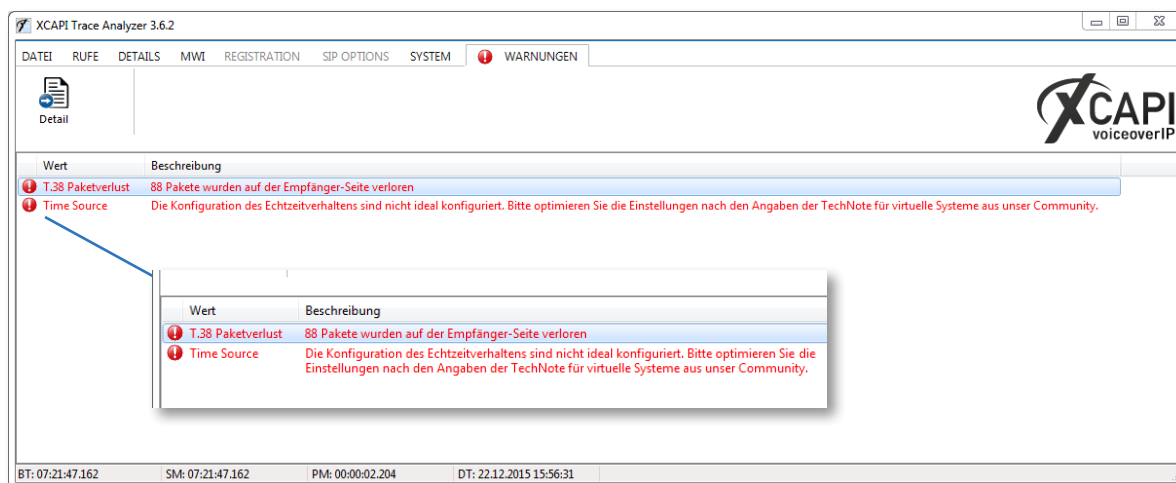 XCAPI Trace Analyzer 3.6.2
DATEI RUFE DETAILS MWI REGISTRATION SIP OPTIONS SYSTEM WARNUNGEN
Detail
XCAPI
voiceoverIP
Wert Beschreibung
T.38 Paketverlust 88 Pakete wurden auf der Empfänger-Seite verloren
Time Source Die Konfiguration des Echtzeitverhaltens sind nicht ideal konfiguriert. Bitte optimieren Sie die Einstellungen nach den Angaben der TechNote für virtuelle Systeme aus unser Community.
Wert Beschreibung
T.38 Paketverlust 88 Pakete wurden auf der Empfänger-Seite verloren
Time Source Die Konfiguration des Echtzeitverhaltens sind nicht ideal konfiguriert. Bitte optimieren Sie die
Einstellungen nach den Angaben der TechNote für virtuelle Systeme aus unser Community.
BT: 07:21:47.162 SM: 07:21:47.162 PM: 00:00:02.204 DT: 22.12.2015 15:56:31